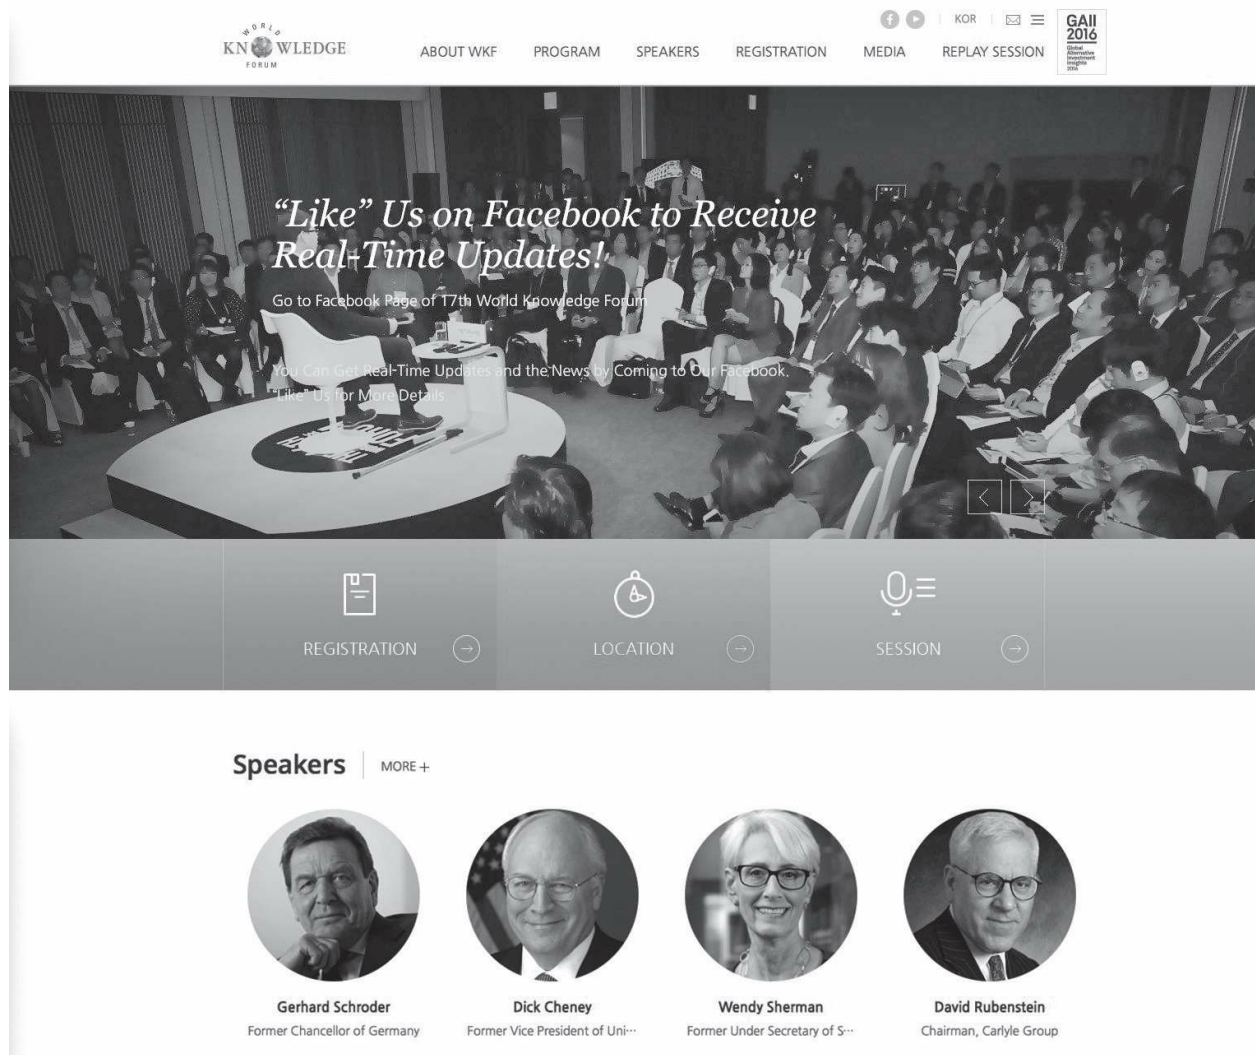 WORLD
KNOWLEDGE
FORUM
KOR
ABOUT WKF
PROGRAM
SPEAKERS
REGISTRATION
MEDIA
REPLAY SESSION
GAII
2016
Global
Alternative
Investment
Insights
2016
“Like” Us on Facebook to Receive
Real-Time Updates!
Go to Facebook Page of 17th World Knowledge Forum
You Can Get Real-Time Updates and the News by Coming to Our Facebook.
"Like" Us for More Details
REGISTRATION
LOCATION
SESSION
Speakers
MORE +
Gerhard Schroder
Former Chancellor of Germany
Dick Cheney
Former Vice President of Uni···
Wendy Sherman
Former Under Secretary of S···
David Rubenstein
Chairman, Carlyle Group